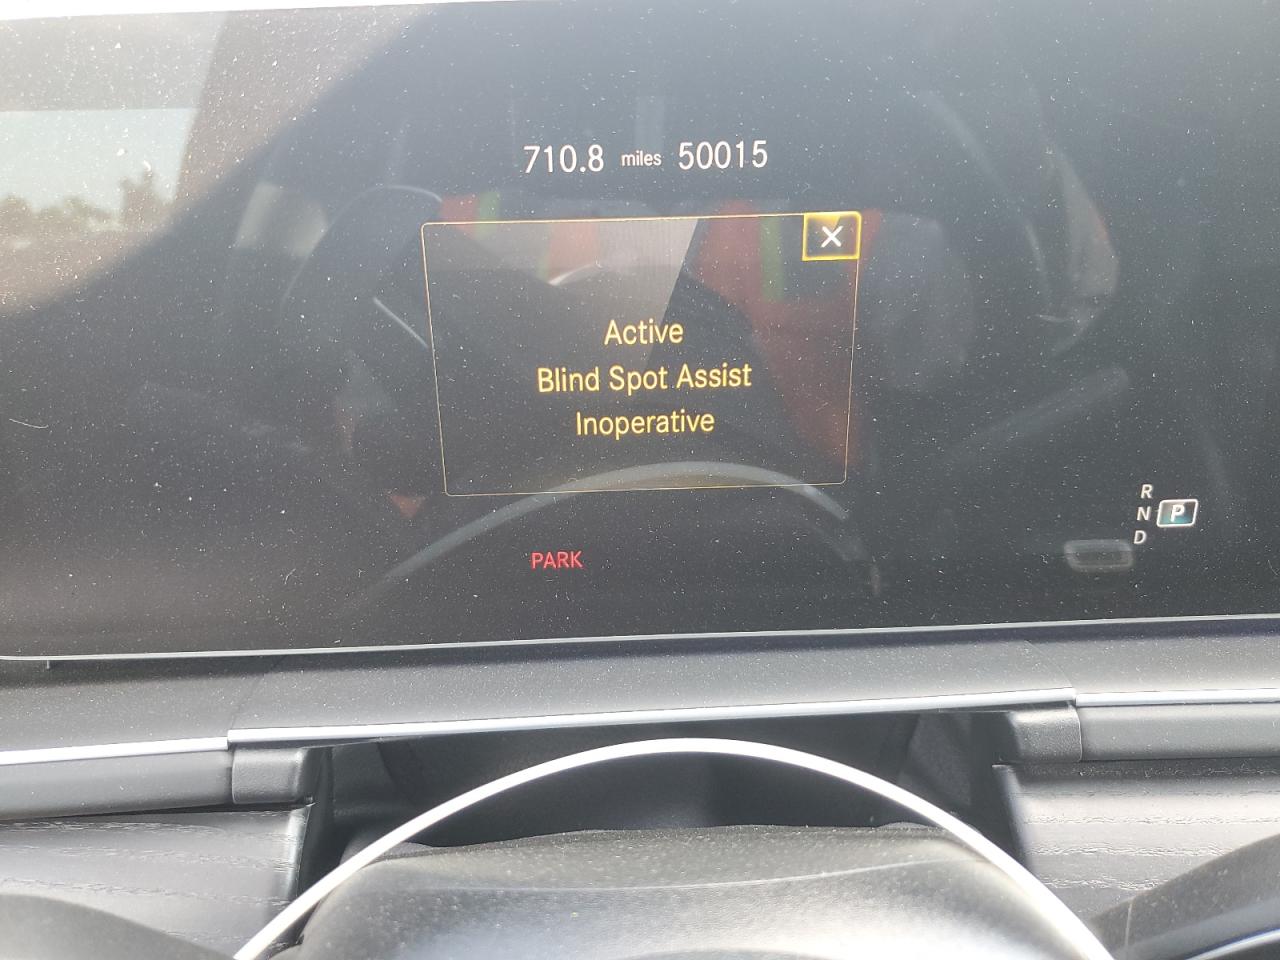 710.8 miles 50015
X
Active
Blind Spot Assist
Inoperative
R
N P
D
PARK